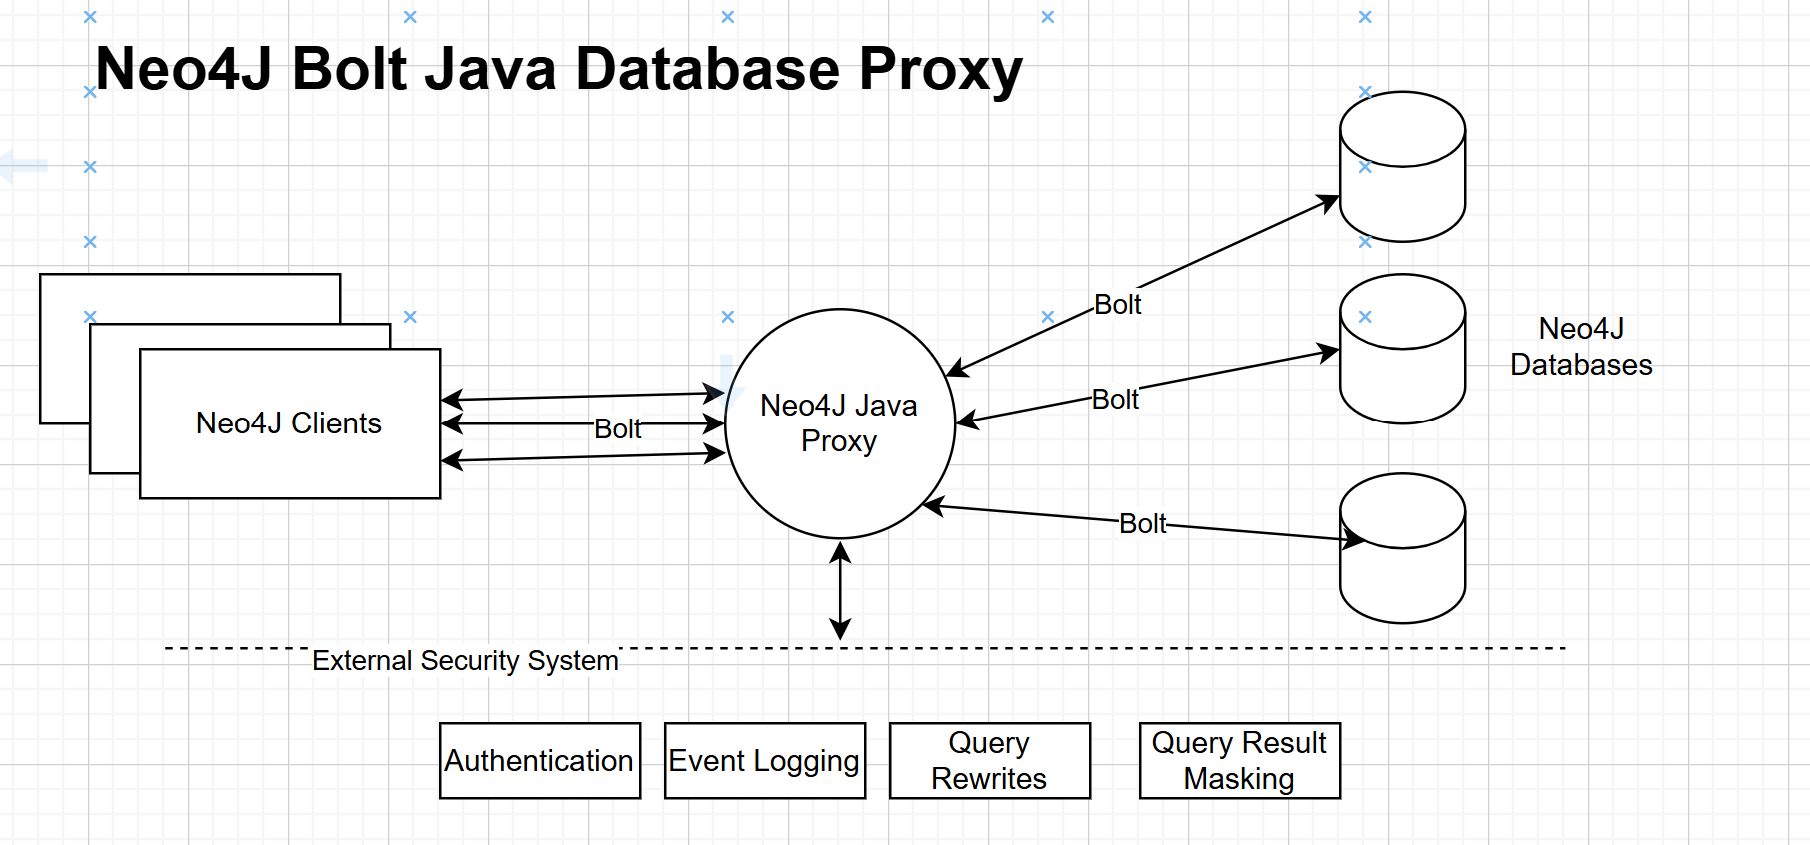 Neo4J Bolt Java Database Proxy
Bolt
Neo4J
Databases
Bolt
Neo4J Java
Proxy
Neo4J Clients
Bolt
Bolt
External Security System
Authentication
Event Logging
Query
Rewrites
Query Result
Masking